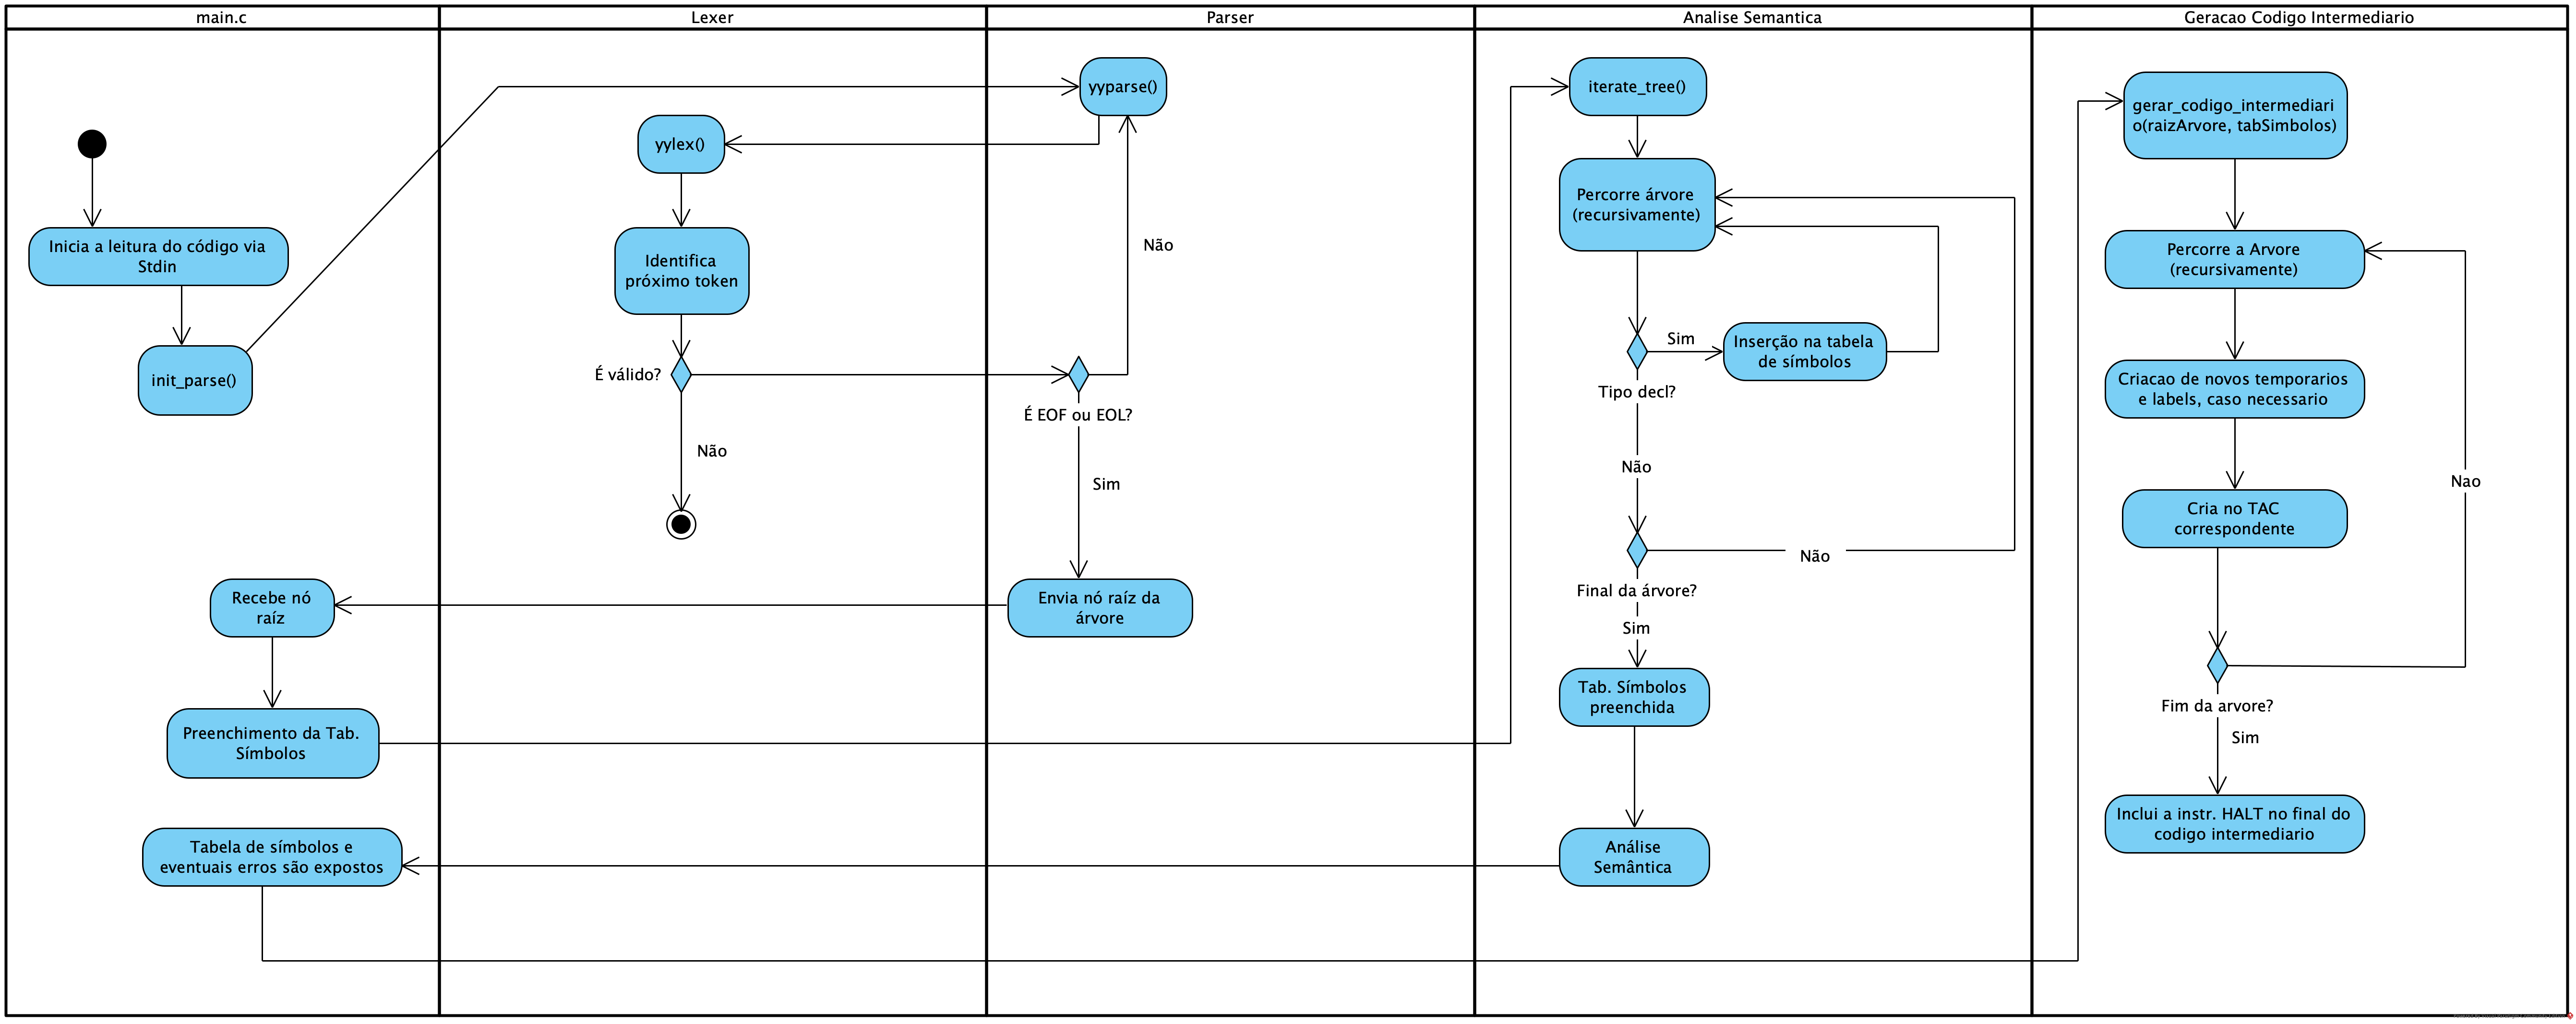 main.c
Lexer
Parser
Analise Semantica
Geracao Codigo Intermediario
Inicia a leitura do código via
Stdin
init_parse()
Recebe nó
raíz
Preenchimento da Tab.
Símbolos
Tabela de símbolos e
eventuais erros são expostos
yylex()
Identifica
próximo token
É válido?
Não
yyparse()
Não
É EOF ou EOL?
Sim
Envia nó raíz da
árvore
iterate_tree()
Percorre árvore
(recursivamente)
Sim
Inserção na tabela
de símbolos
Tipo decl?
Não
Não
Final da árvore?
Sim
Tab. Símbolos
preenchida
Análise
Semântica
gerar_codigo_intermediari
o(raizArvore, tabSimbolos)
Percorre a Arvore
(recursivamente)
Criacao de novos temporarios
e labels, caso necessario
Cria no TAC
correspondente
Nao
Fim da arvore?
Sim
Inclui a instr. HALT no final do
codigo intermediario